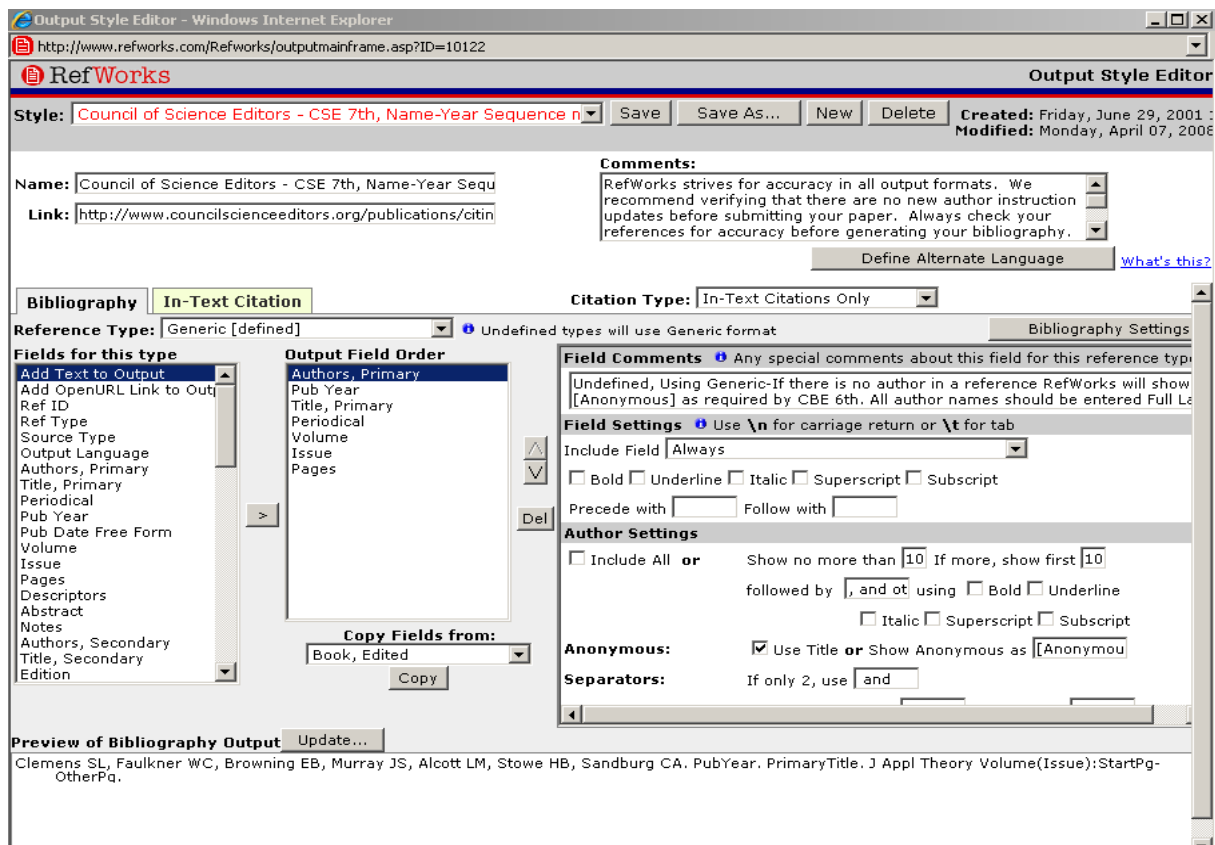 Output Style Editor - Windows Internet Explorer
http://www.refworks.com/Refworks/outputmainframe.asp?ID=10122
RefWorks
Output Style Editor
Style: Council of Science Editors - CSE 7th, Name-Year Sequence n Save Save As... New Delete
Created: Friday, June 29, 2001
Modified: Monday, April 07, 2008
Name: Council of Science Editors - CSE 7th, Name-Year Sequ
Link: http://www.councilscienceeditors.org/publications/citin
Comments:
RefWorks strives for accuracy in all output formats. We
recommend verifying that there are no new author instruction
updates before submitting your paper. Always check your
references for accuracy before generating your bibliography.
Define Alternate Language What's this?
Bibliography In-Text Citation
Citation Type: In-Text Citations Only
Reference Type: Generic [defined] Undefined types will use Generic format Bibliography Settings
Fields for this type
Add Text to Output
Add OpenURL Link to Outp
Ref ID
Ref Type
Source Type
Output Language
Authors, Primary
Title, Primary
Periodical
Pub Year
Pub Date Free Form
Volume
Issue
Pages
Descriptors
Abstract
Notes
Authors, Secondary
Title, Secondary
Edition
>
Output Field Order
Authors, Primary
Pub Year
Title, Primary
Periodical
Volume
Issue
Pages
Del
Copy Fields from:
Book, Edited
Copy
Field Comments Any special comments about this field for this reference type
Undefined, Using Generic-If there is no author in a reference RefWorks will show
[Anonymous] as required by CBE 6th. All author names should be entered Full La
Field Settings Use \n for carriage return or \t for tab
Include Field Always
Bold Underline Italic Superscript Subscript
Precede with Follow with
Author Settings
Include All or Show no more than 10 If more, show first 10
followed by , and ot using Bold Underline
Italic Superscript Subscript
Anonymous: Use Title or Show Anonymous as [Anonymou
Separators: If only 2, use and
Preview of Bibliography Output Update...
Clemens SL, Faulkner WC, Browning EB, Murray JS, Alcott LM, Stowe HB, Sandburg CA. PubYear. PrimaryTitle. J Appl Theory Volume(Issue):StartPg-
OtherPg.